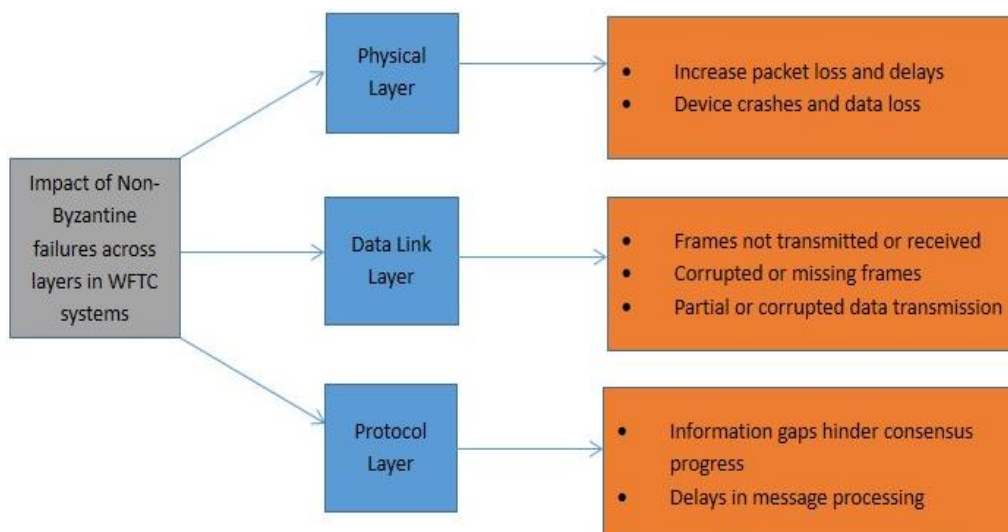 Impact of Non-
Byzantine
failures across
layers in WFTC
systems
Physical
Layer
• Increase packet loss and delays
• Device crashes and data loss
Data Link
Layer
• Frames not transmitted or received
• Corrupted or missing frames
• Partial or corrupted data transmission
Protocol
Layer
• Information gaps hinder consensus
progress
• Delays in message processing